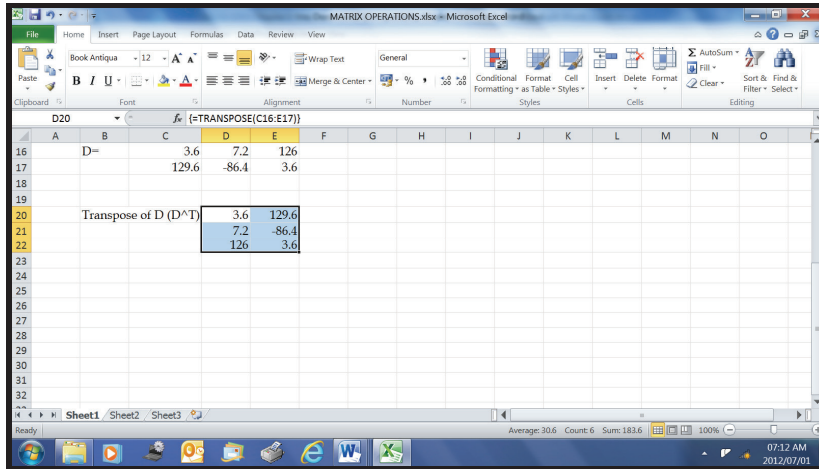 MATRIX OPERATIONS.xlsx - Microsoft Excel
File Home Insert Page Layout Formulas Data Review View
Book Antiqua 12 A A Wrap Text General Σ AutoSum
Paste B I U A Merge & Center % , .0 .00 .00 .0 Conditional Formatting Format as Table Cell Styles Insert Delete Format Fill Clear Sort & Filter Find & Select
Clipboard Font Alignment Number Styles Cells Editing
D20 fx {=TRANSPOSE(C16:E17)}
A B C D E F G H I J K L M N O
16 D= 3.6 7.2 126
17 129.6 -86.4 3.6
18
19
20 Transpose of D (D^T) 3.6 129.6
21 7.2 -86.4
22 126 3.6
23
24
25
26
27
28
29
30
31
32
Sheet1 Sheet2 Sheet3
Ready Average: 30.6 Count: 6 Sum: 183.6 100%
07:12 AM
2012/07/01